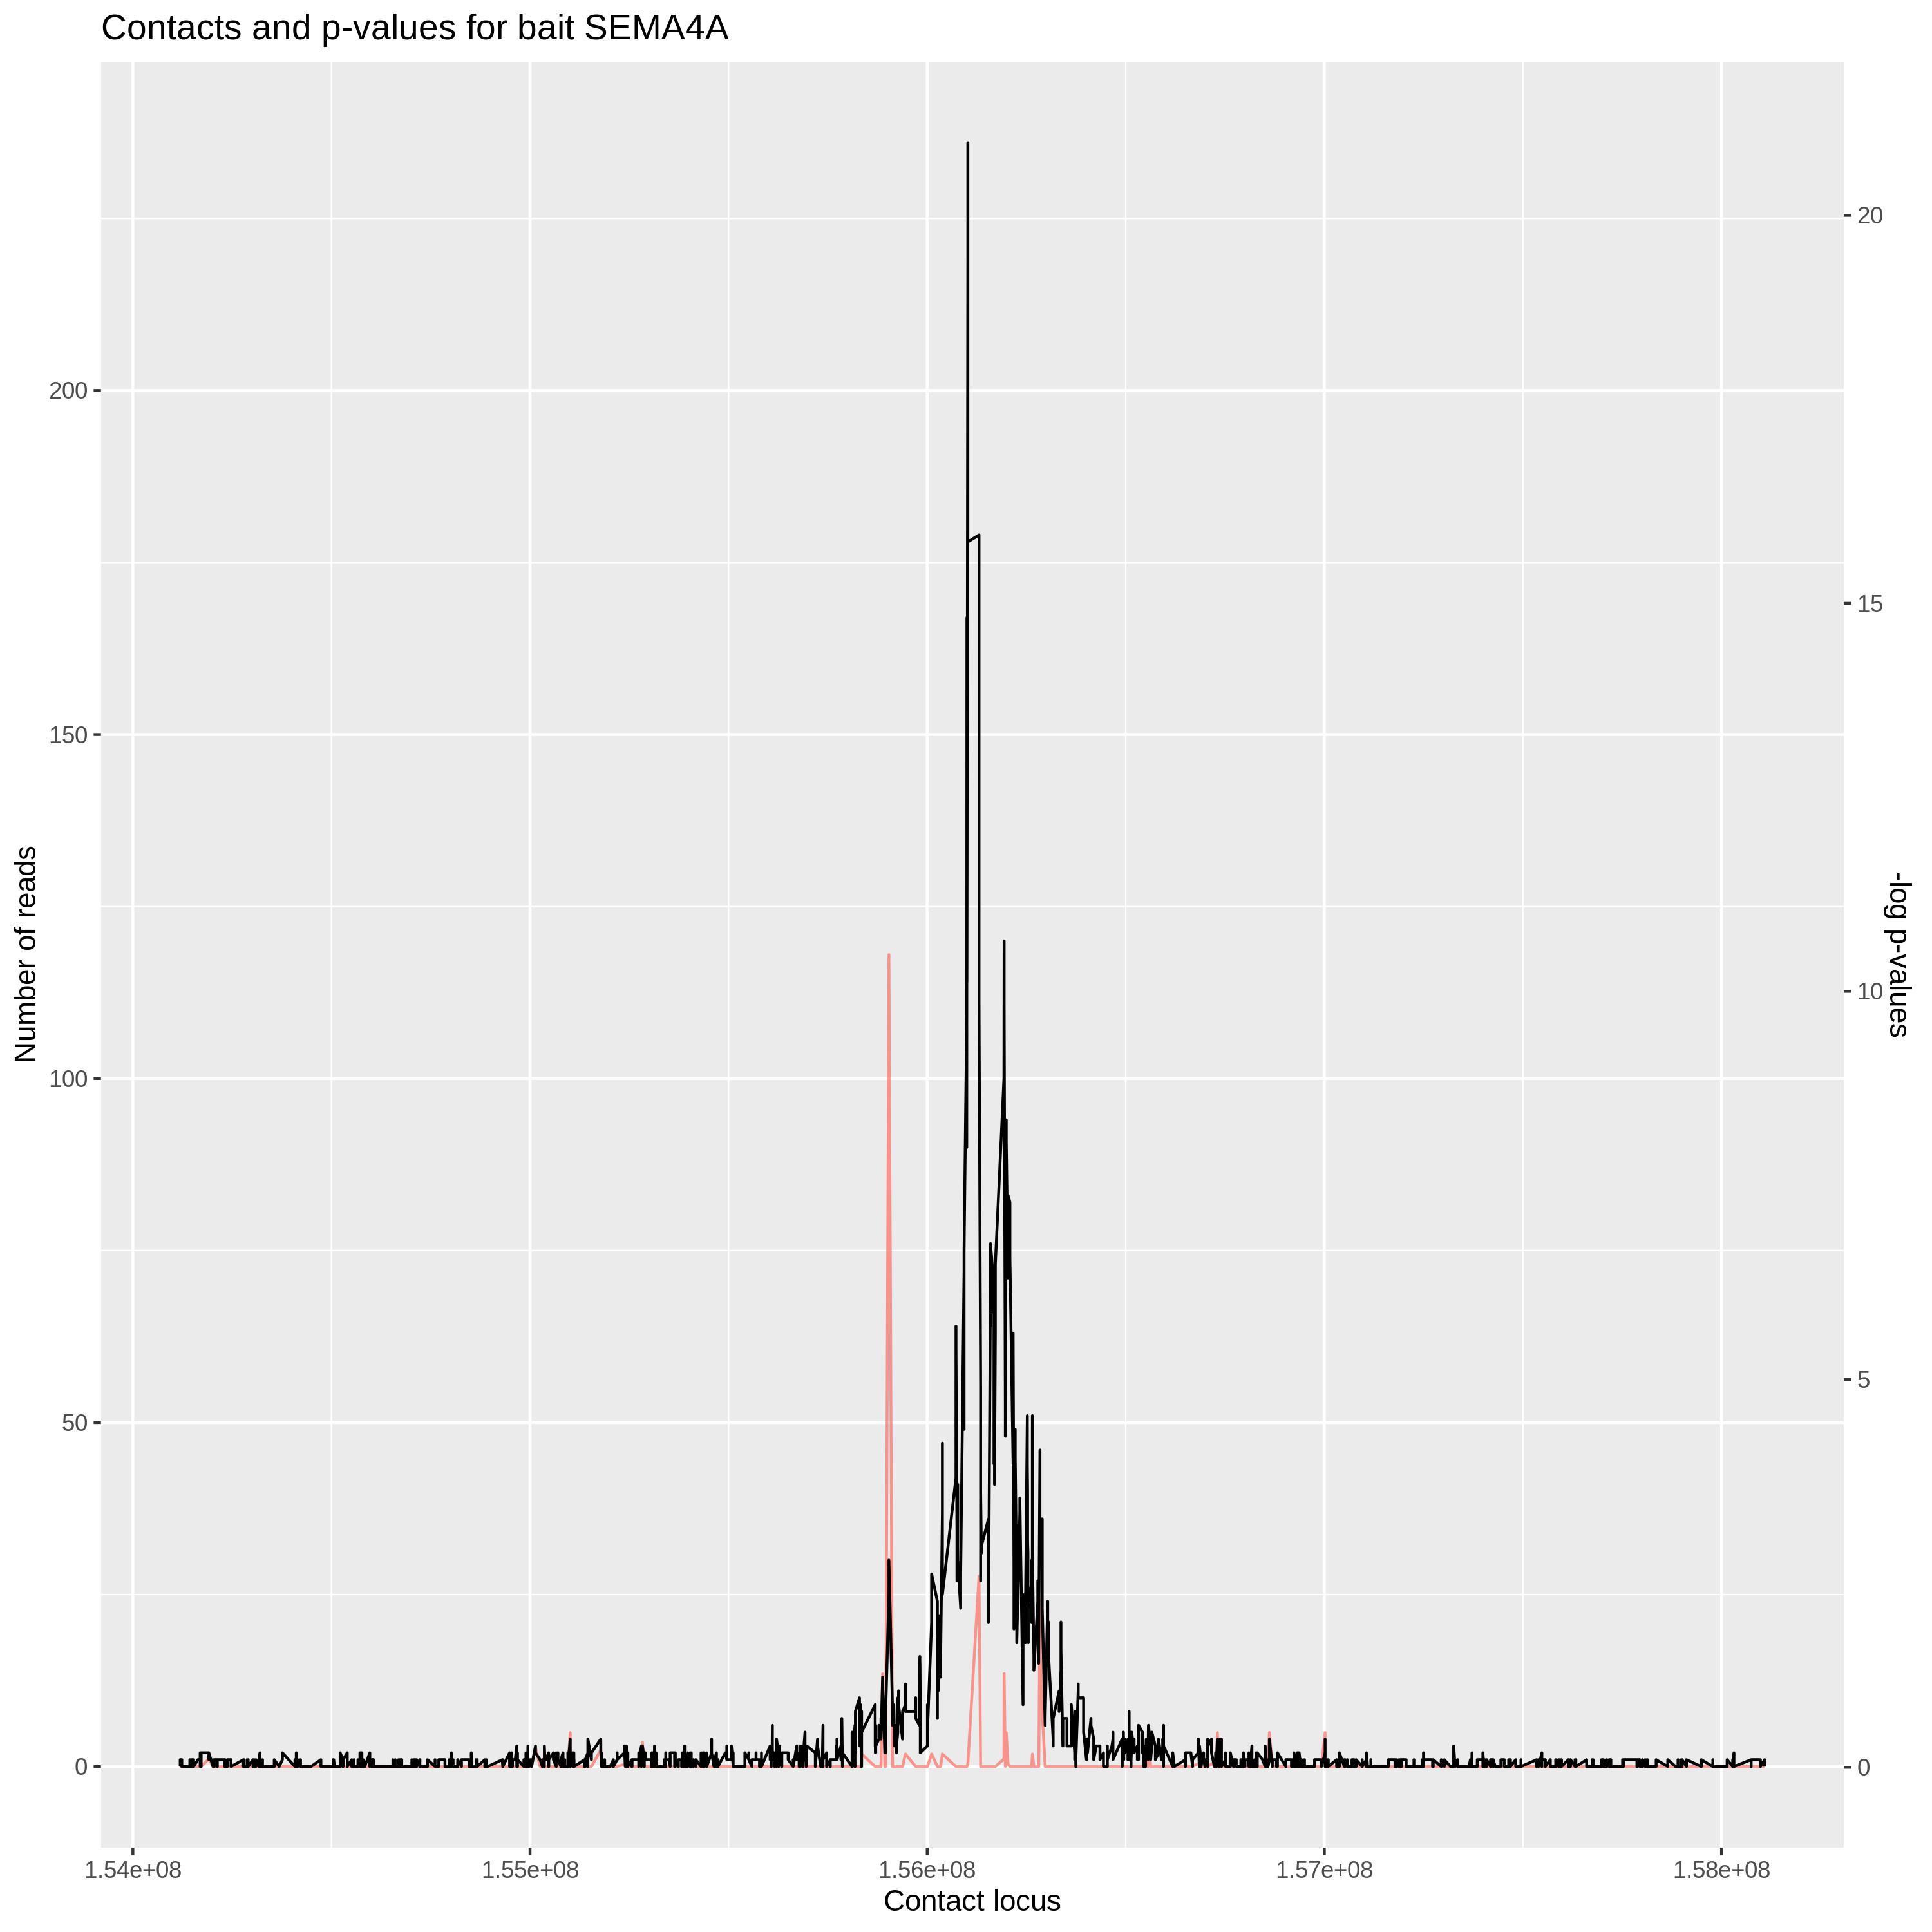 Contacts and p-values for bait SEMA4A
Number of reads
200
150
100
50
0
20
15
10
5
0
-log p-values
1.54e+08 1.55e+08 1.56e+08 1.57e+08 1.58e+08
Contact locus